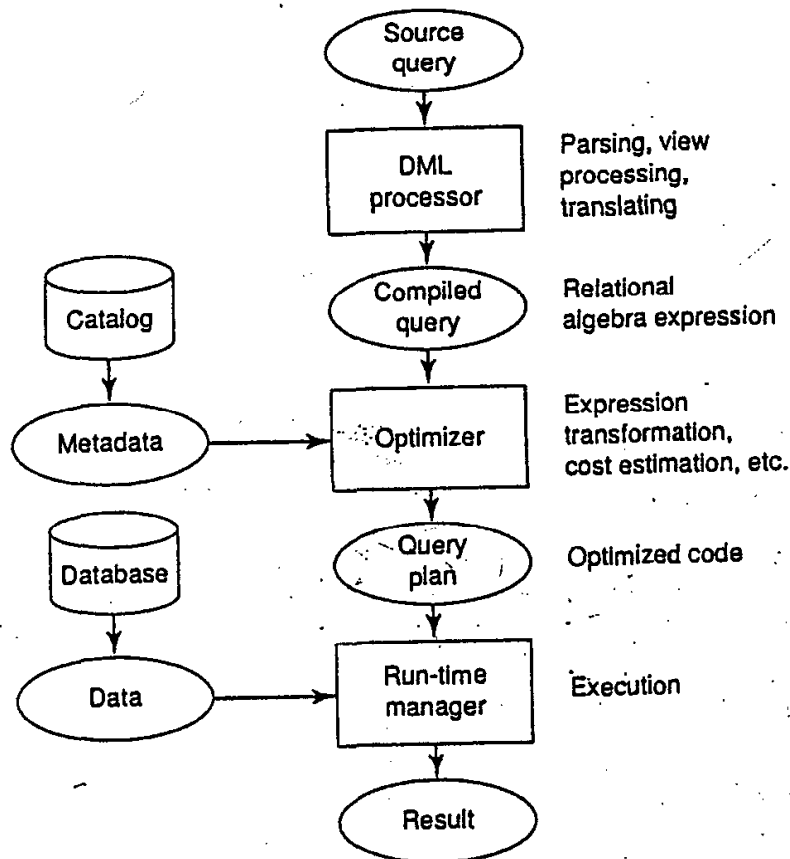 Source
query
DML
processor
Parsing, view
processing,
translating
Catalog
Compiled
query
Relational
algebra expression
Metadata
Optimizer
Expression
transformation,
cost estimation, etc.
Database
Query
plan
Optimized code
Data
Run-time
manager
Execution
Result